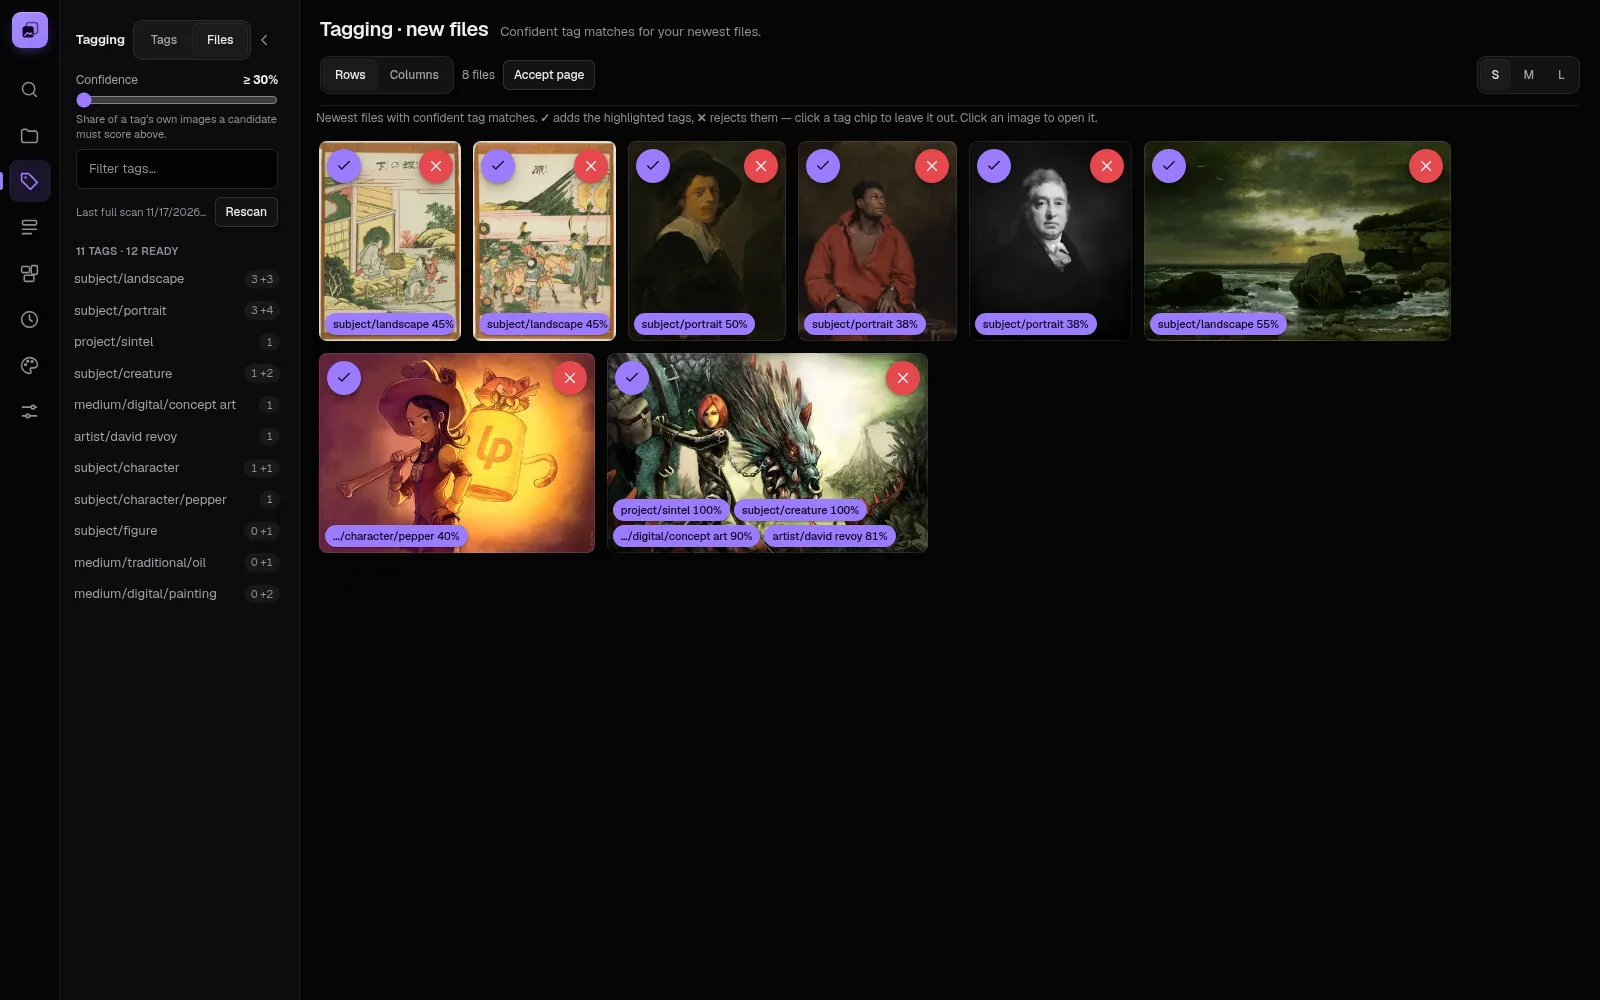 Tagging
Tags
Files
Confidence
≥ 30%
Share of a tag's own images a candidate
must score above.
Filter tags…
Last full scan 11/17/2026…
Rescan
11 TAGS · 12 READY
subject/landscape 3 +3
subject/portrait 3 +4
project/sintel 1
subject/creature 1 +2
medium/digital/concept art 1
artist/david revoy 1
subject/character 1 +1
subject/character/pepper 1
subject/figure 0 +1
medium/traditional/oil 0 +1
medium/digital/painting 0 +2
Tagging · new files
Confident tag matches for your newest files.
Rows
Columns
8 files
Accept page
S
M
L
Newest files with confident tag matches. ✓ adds the highlighted tags, ✕ rejects them — click a tag chip to leave it out. Click an image to open it.
subject/landscape 45%
subject/landscape 45%
subject/portrait 50%
subject/portrait 38%
subject/portrait 38%
subject/landscape 55%
lp
…/character/pepper 40%
project/sintel 100%
subject/creature 100%
…/digital/concept art 90%
artist/david revoy 81%